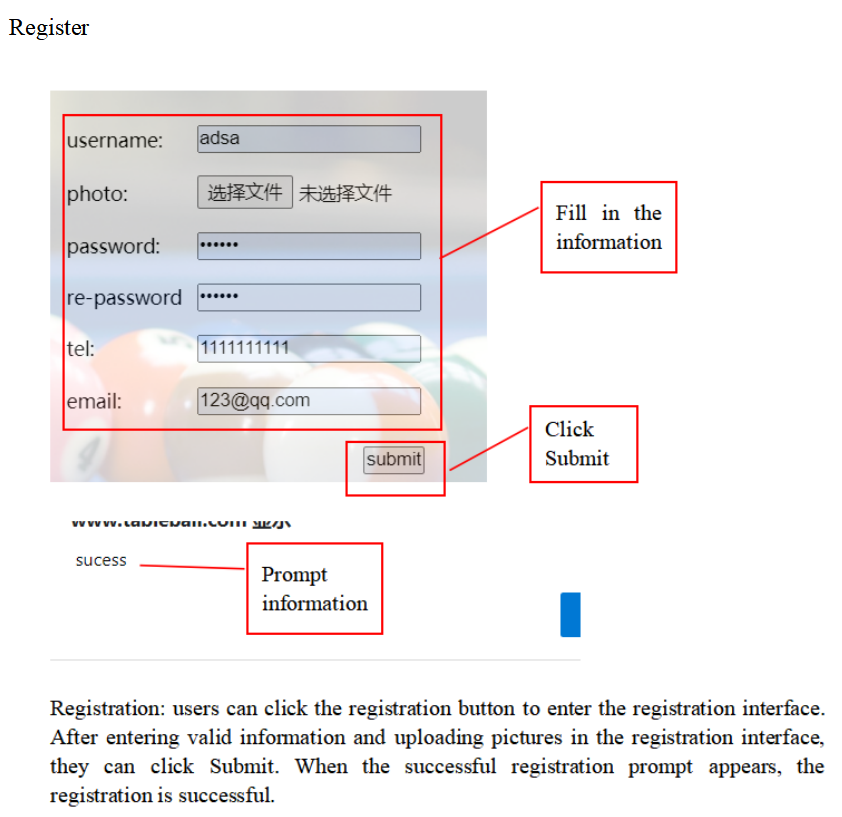 Register
username: adsa
photo: 选择文件 未选择文件
Fill in the
information
password: ••••••
re-password ••••••
tel: 1111111111
email: 123@qq.com
Click
Submit
submit
www.tableball.com 显示
sucess
Prompt
information
4
Registration: users can click the registration button to enter the registration interface.
After entering valid information and uploading pictures in the registration interface,
they can click Submit. When the successful registration prompt appears, the
registration is successful.